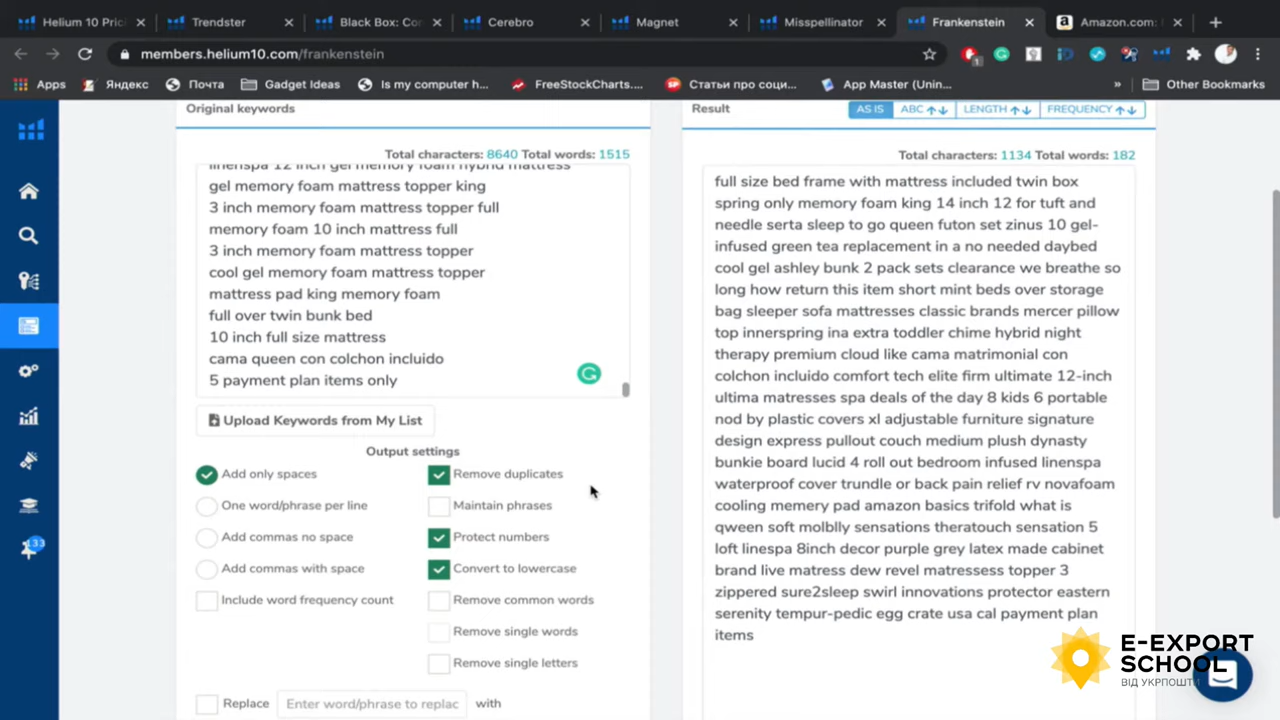 Helium 10 Prici
Trendster
Black Box: Con
Cerebro
Magnet
Misspellinator
Frankenstein
Amazon.com:
members.helium10.com/frankenstein
Apps
Яндекс
Почта
Gadget Ideas
Is my computer h...
FreeStockCharts....
Статьи про соци...
App Master (Unin...
»
Other Bookmarks
Original keywords
Total characters: 8640 Total words: 1515
linenspa 12 inch gel memory foam hybrid mattress
gel memory foam mattress topper king
3 inch memory foam mattress topper full
memory foam 10 inch mattress full
3 inch memory foam mattress topper
cool gel memory foam mattress topper
mattress pad king memory foam
full over twin bunk bed
10 inch full size mattress
cama queen con colchon incluido
5 payment plan items only
Upload Keywords from My List
Output settings
Add only spaces
Remove duplicates
One word/phrase per line
Maintain phrases
Add commas no space
Protect numbers
Add commas with space
Convert to lowercase
Include word frequency count
Remove common words
Remove single words
Remove single letters
Replace
Enter word/phrase to replac
with
133
Result
AS IS
ABC
LENGTH
FREQUENCY
Total characters: 1134 Total words: 182
full size bed frame with mattress included twin box
spring only memory foam king 14 inch 12 for tuft and
needle serta sleep to go queen futon set zinus 10 gel-
infused green tea replacement in a no needed daybed
cool gel ashley bunk 2 pack sets clearance we breathe so
long how return this item short mint beds over storage
bag sleeper sofa mattresses classic brands mercer pillow
top innerspring ina extra toddler chime hybrid night
therapy premium cloud like cama matrimonial con
colchon incluido comfort tech elite firm ultimate 12-inch
ultima matresses spa deals of the day 8 kids 6 portable
nod by plastic covers xl adjustable furniture signature
design express pullout couch medium plush dynasty
bunkie board lucid 4 roll out bedroom infused linenspa
waterproof cover trundle or back pain relief rv novafoam
cooling memery pad amazon basics trifold what is
qween soft molblly sensations theratouch sensation 5
loft linespa 8inch decor purple grey latex made cabinet
brand live matress dew revel matressess topper 3
zippered sure2sleep swirl innovations protector eastern
serenity tempur-pedic egg crate usa cal payment plan
items
E-EXPORT
SCHOOL
ВІД УКРПОШТИ